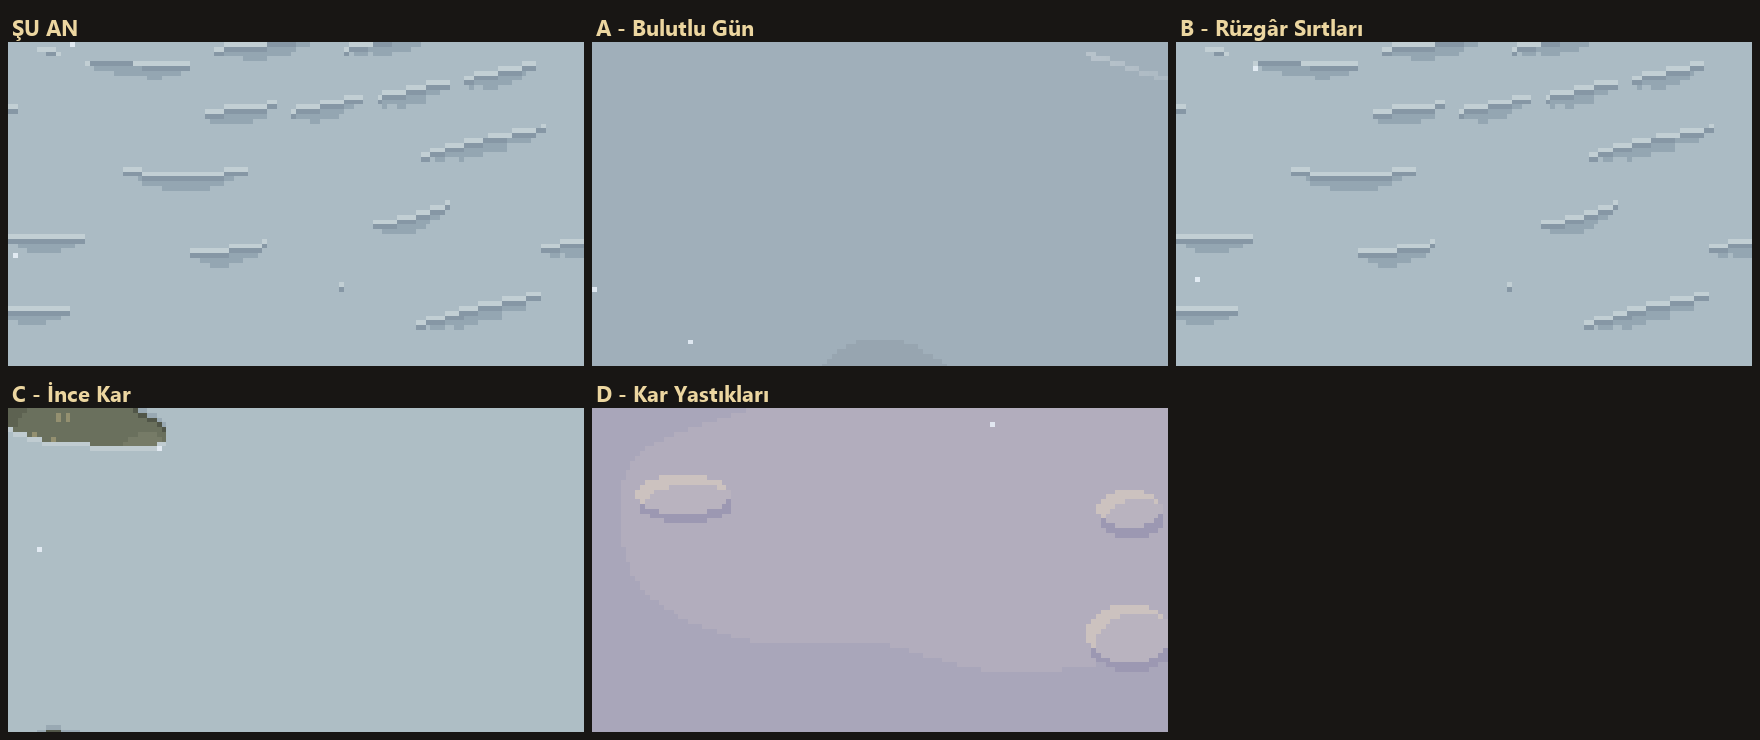 ŞU AN
A - Bulutlu Gün
B - Rüzgâr Sırtları
C - İnce Kar
D - Kar Yastıkları